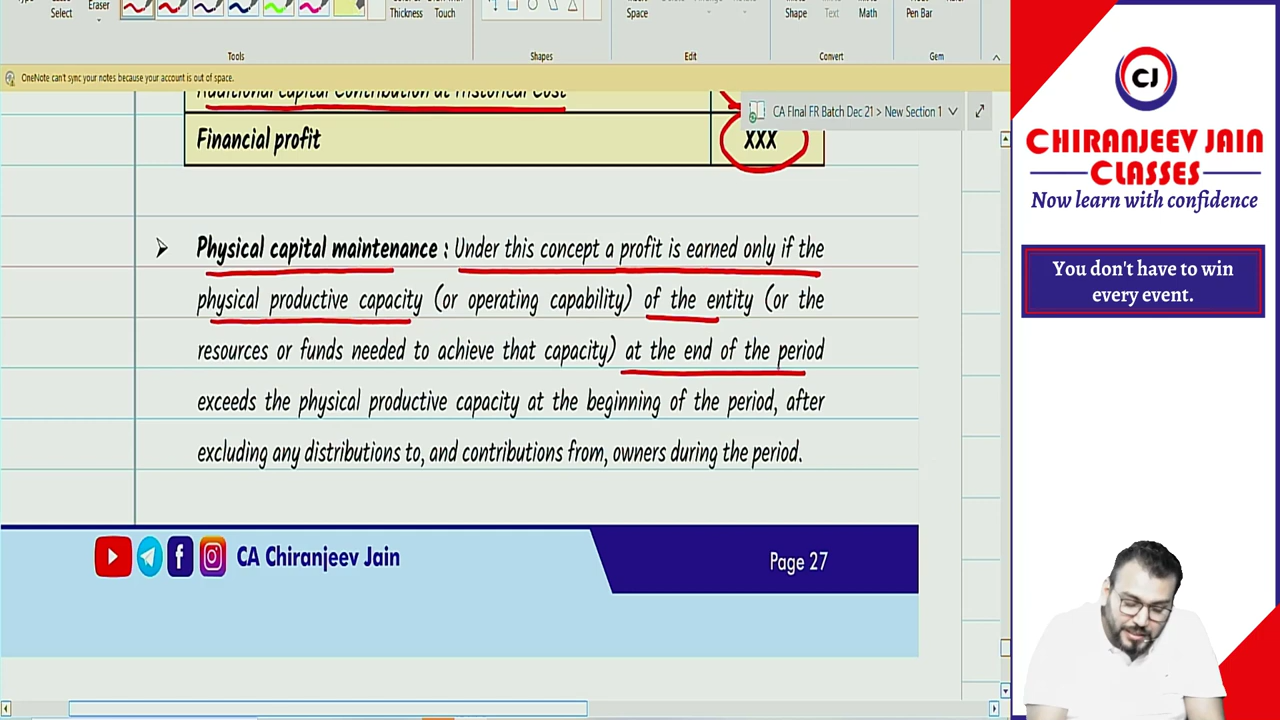 Eraser
Select
Thickness
Touch
Space
Shape
Text
Math
Pen Bar
Tools
Shapes
Edit
Convert
Gem
OneNote can't sync your notes because your account is out of space.
CA FInal FR Batch Dec 21 > New Section 1
Additional capital Contribution at Historical Cost
Financial profit
XXX
Physical capital maintenance : Under this concept a profit is earned only if the
physical productive capacity (or operating capability) of the entity (or the
resources or funds needed to achieve that capacity) at the end of the period
exceeds the physical productive capacity at the beginning of the period, after
excluding any distributions to, and contributions from, owners during the period.
CA Chiranjeev Jain
Page 27
CJ
CHIRANJEEV JAIN
CLASSES
Now learn with confidence
You don't have to win
every event.